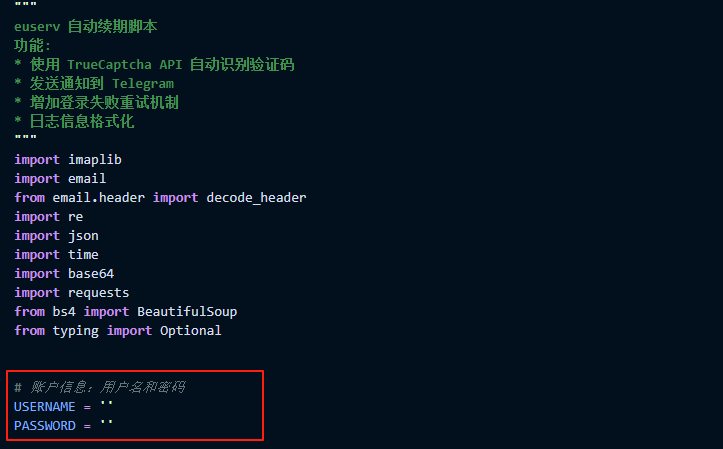 """
euserv 自动续期脚本
功能:
* 使用 TrueCaptcha API 自动识别验证码
* 发送通知到 Telegram
* 增加登录失败重试机制
* 日志信息格式化
"""
import imaplib
import email
from email.header import decode_header
import re
import json
import time
import base64
import requests
from bs4 import BeautifulSoup
from typing import Optional
# 账户信息：用户名和密码
USERNAME = ''
PASSWORD = ''